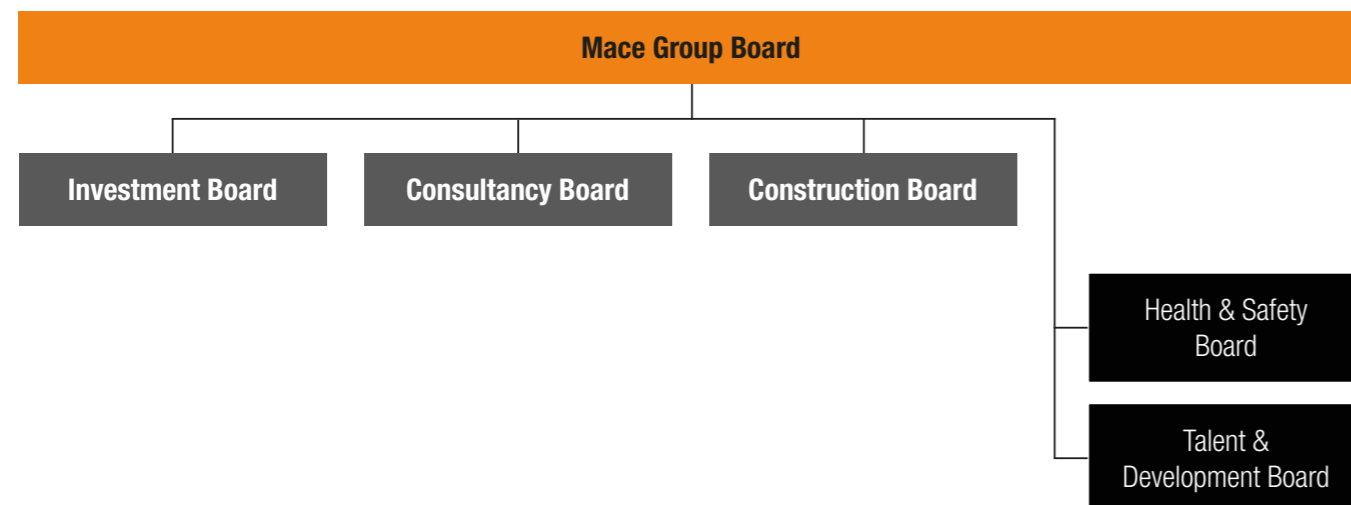 Mace Group Board
Investment Board
Consultancy Board
Construction Board
Health & Safety
Board
Talent &
Development Board